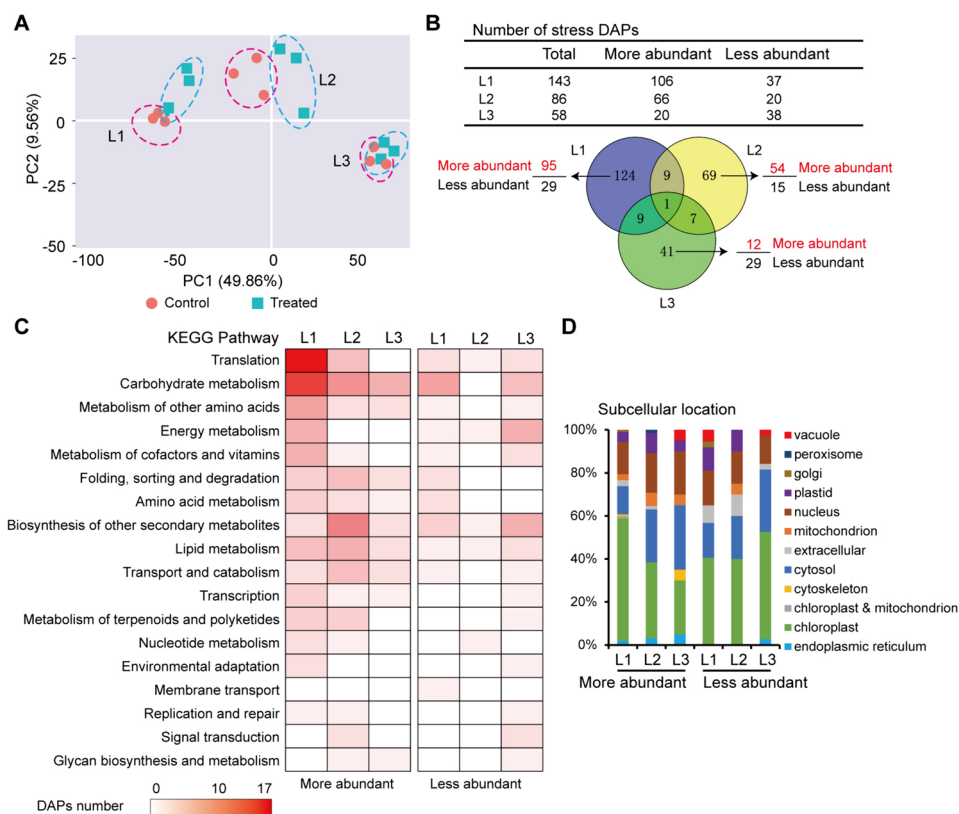 A
25
0
-25
-50
PC2 (9.56%)
L1
L2
L3
-100
-50
0
50
PC1 (49.86%)
Control
Treated
B
Number of stress DAPs
Total More abundant Less abundant
L1 143 106 37
L2 86 66 20
L3 58 20 38
L1
L2
More abundant 95
Less abundant 29
124
9
69
1
9
7
41
54 More abundant
15 Less abundant
12 More abundant
29 Less abundant
L3
C
KEGG Pathway L1 L2 L3 L1 L2 L3
Translation
Carbohydrate metabolism
Metabolism of other amino acids
Energy metabolism
Metabolism of cofactors and vitamins
Folding, sorting and degradation
Amino acid metabolism
Biosynthesis of other secondary metabolites
Lipid metabolism
Transport and catabolism
Transcription
Metabolism of terpenoids and polyketides
Nucleotide metabolism
Environmental adaptation
Membrane transport
Replication and repair
Signal transduction
Glycan biosynthesis and metabolism
More abundant Less abundant
DAPs number
0 10 17
D
Subcellular location
100%
80%
60%
40%
20%
0%
L1 L2 L3 L1 L2 L3
More abundant Less abundant
vacuole
peroxisome
golgi
plastid
nucleus
mitochondrion
extracellular
cytosol
cytoskeleton
chloroplast & mitochondrion
chloroplast
endoplasmic reticulum